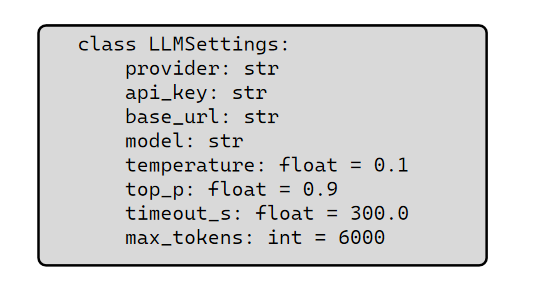 class LLMSettings:
    provider: str
    api_key: str
    base_url: str
    model: str
    temperature: float = 0.1
    top_p: float = 0.9
    timeout_s: float = 300.0
    max_tokens: int = 6000